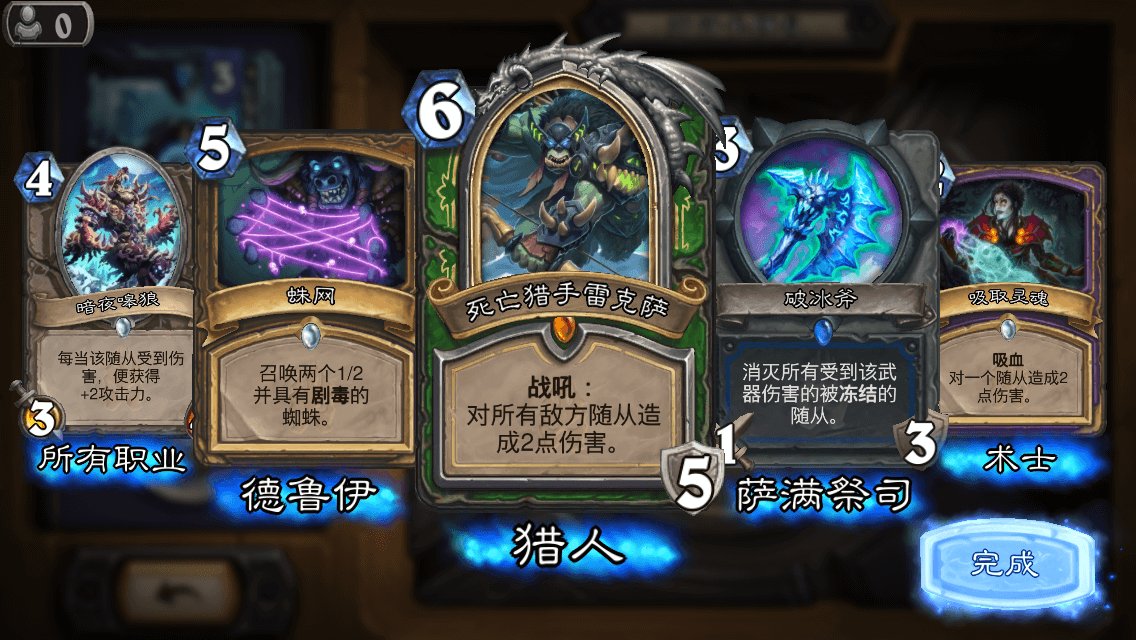 0
4
暗夜嗥狼
每当该随从受到伤
害，便获得
+2攻击力。
3
所有职业
5
蛛网
召唤两个1/2
并具有剧毒的
蜘蛛。
德鲁伊
6
死亡猎手雷克萨
战吼：
对所有敌方随从造
成2点伤害。
5
猎人
3
破冰斧
消灭所有受到该武
器伤害的被冻结的
随从。
1
3
萨满祭司
吸取灵魂
吸血
对一个随从造成2
点伤害。
术士
完成